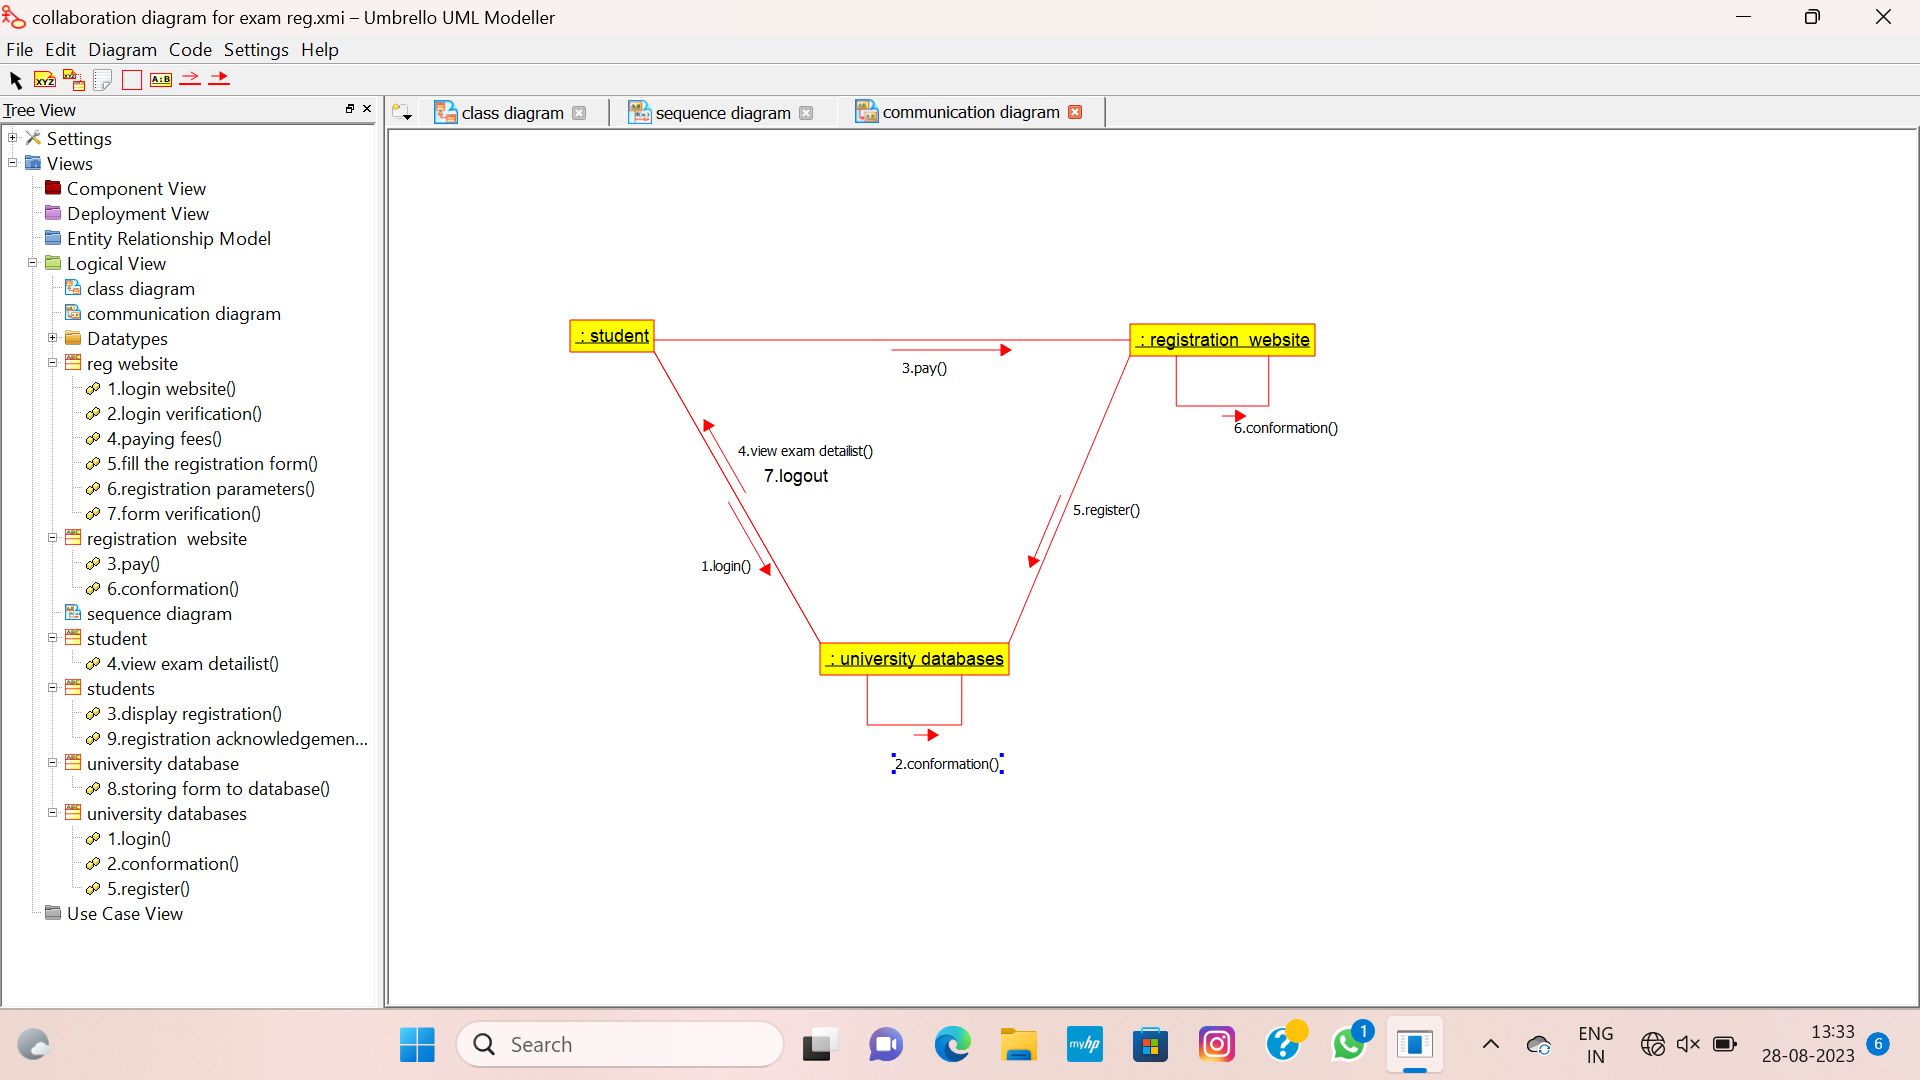 collaboration diagram for exam reg.xmi – Umbrello UML Modeller
File Edit Diagram Code Settings Help
XYZ XYZ A:B
Tree View
class diagram
sequence diagram
communication diagram
Settings
Views
Component View
Deployment View
Entity Relationship Model
Logical View
class diagram
communication diagram
Datatypes
reg website
1.login website()
2.login verification()
4.paying fees()
5.fill the registration form()
6.registration parameters()
7.form verification()
registration  website
3.pay()
6.conformation()
sequence diagram
student
4.view exam detailist()
students
3.display registration()
9.registration acknowledgemen...
university database
8.storing form to database()
university databases
1.login()
2.conformation()
5.register()
Use Case View
: student
: registration  website
3.pay()
6.conformation()
4.view exam detailist()
7.logout
5.register()
1.login()
: university databases
2.conformation()
Search
myhp
1
ENG
IN
13:33
28-08-2023
6